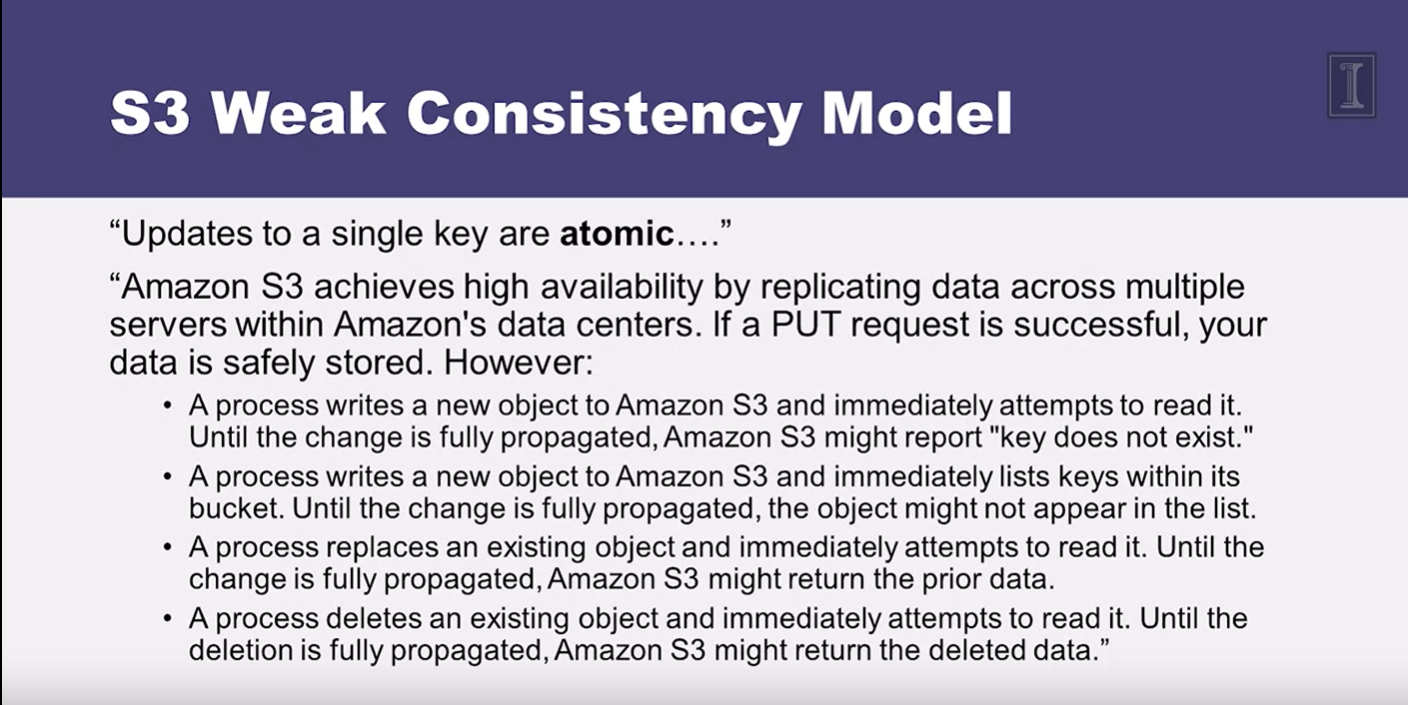 S3 Weak Consistency Model
“Updates to a single key are atomic….”
“Amazon S3 achieves high availability by replicating data across multiple
servers within Amazon's data centers. If a PUT request is successful, your
data is safely stored. However:
• A process writes a new object to Amazon S3 and immediately attempts to read it.
Until the change is fully propagated, Amazon S3 might report "key does not exist."
• A process writes a new object to Amazon S3 and immediately lists keys within its
bucket. Until the change is fully propagated, the object might not appear in the list.
• A process replaces an existing object and immediately attempts to read it. Until the
change is fully propagated, Amazon S3 might return the prior data.
• A process deletes an existing object and immediately attempts to read it. Until the
deletion is fully propagated, Amazon S3 might return the deleted data.”